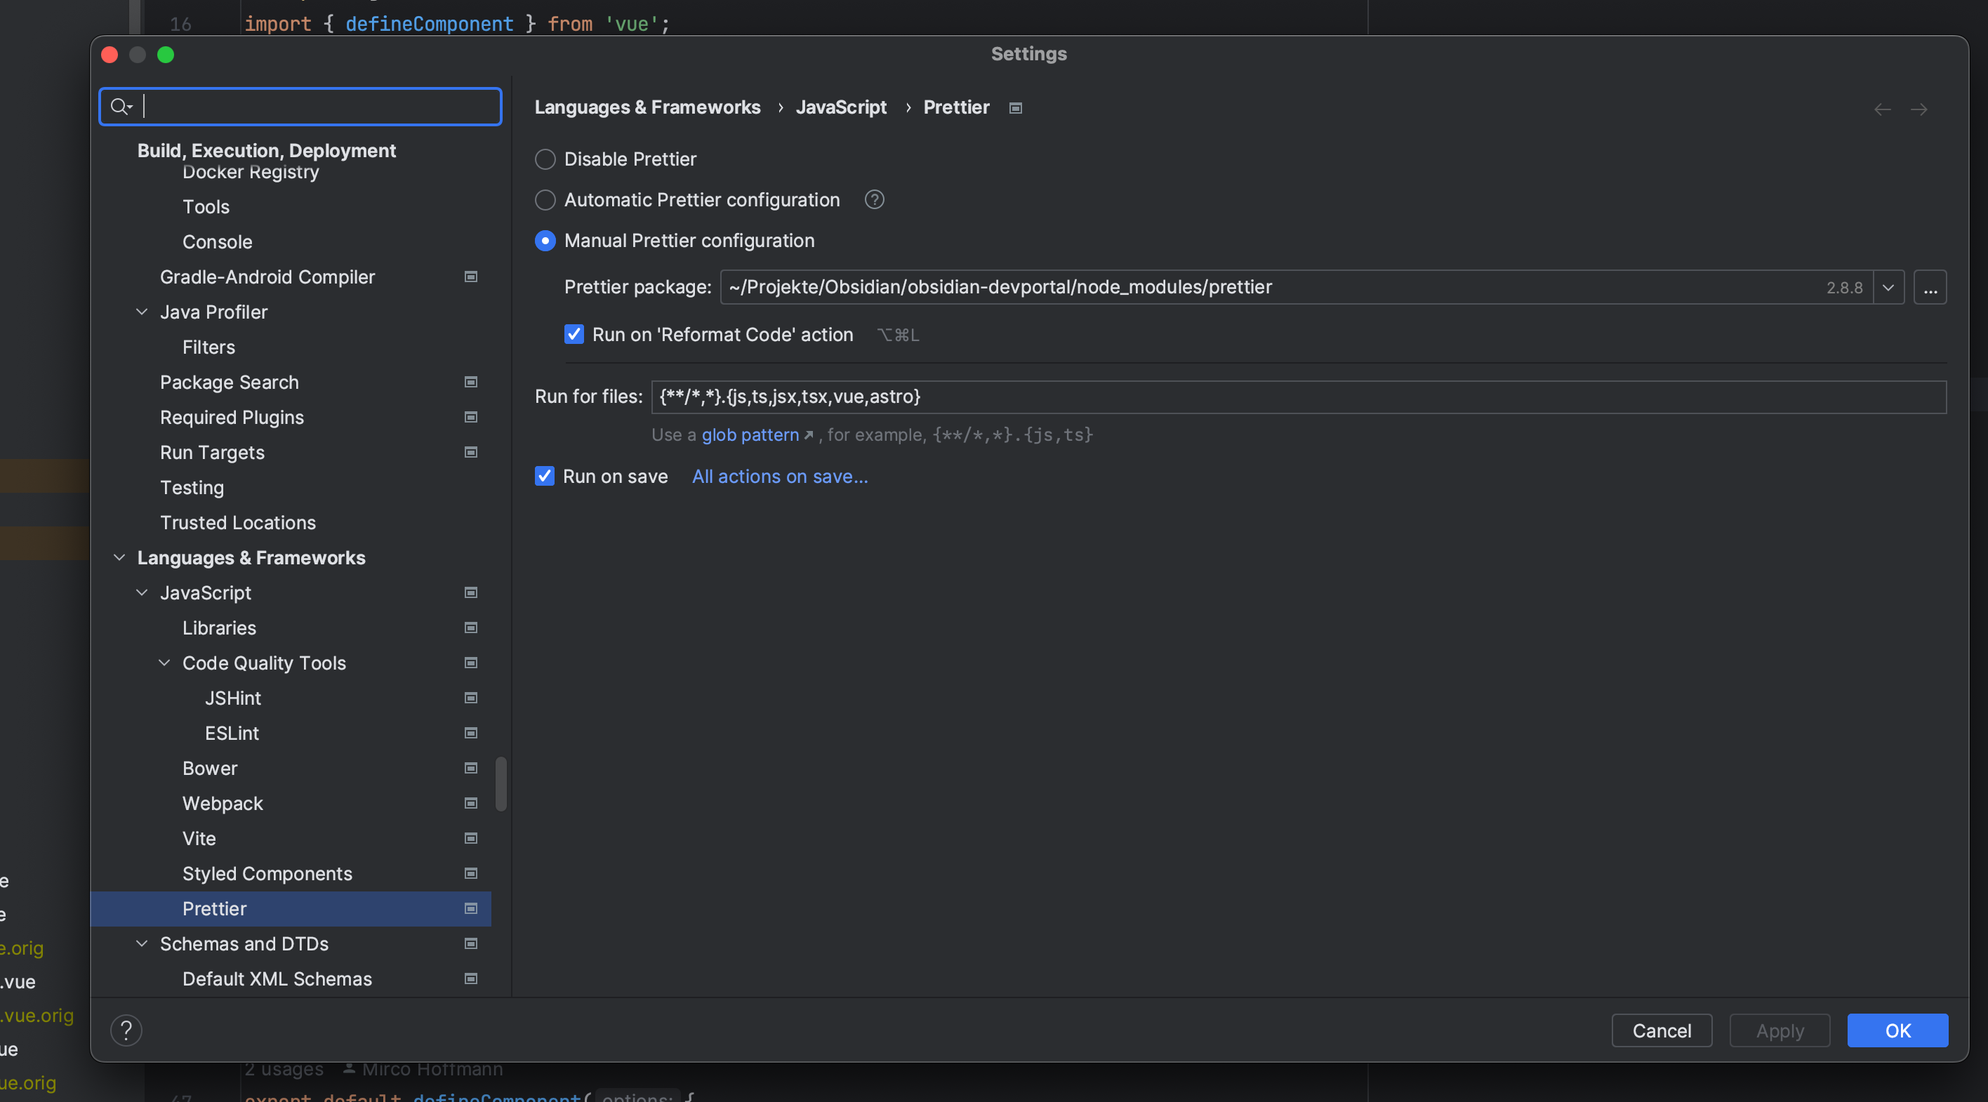 16 import { defineComponent } from 'vue';
Settings
Build, Execution, Deployment
Docker Registry
Tools
Console
Gradle-Android Compiler
Java Profiler
Filters
Package Search
Required Plugins
Run Targets
Testing
Trusted Locations
Languages & Frameworks
JavaScript
Libraries
Code Quality Tools
JSHint
ESLint
Bower
Webpack
Vite
Styled Components
Prettier
Schemas and DTDs
Default XML Schemas
Languages & Frameworks › JavaScript › Prettier
Disable Prettier
Automatic Prettier configuration ?
Manual Prettier configuration
Prettier package: ~/Projekte/Obsidian/obsidian-devportal/node_modules/prettier 2.8.8 ...
Run on 'Reformat Code' action ⌥⌘L
Run for files: {**/*,*}.{js,ts,jsx,tsx,vue,astro}
Use a glob pattern ↗ , for example, {**/*,*}.{js,ts}
Run on save All actions on save...
? Cancel Apply OK
e
e
e.orig
.vue
.vue.orig
ue
ue.orig
2 usages Mirco Hoffmann
47 export default defineComponent( options: {